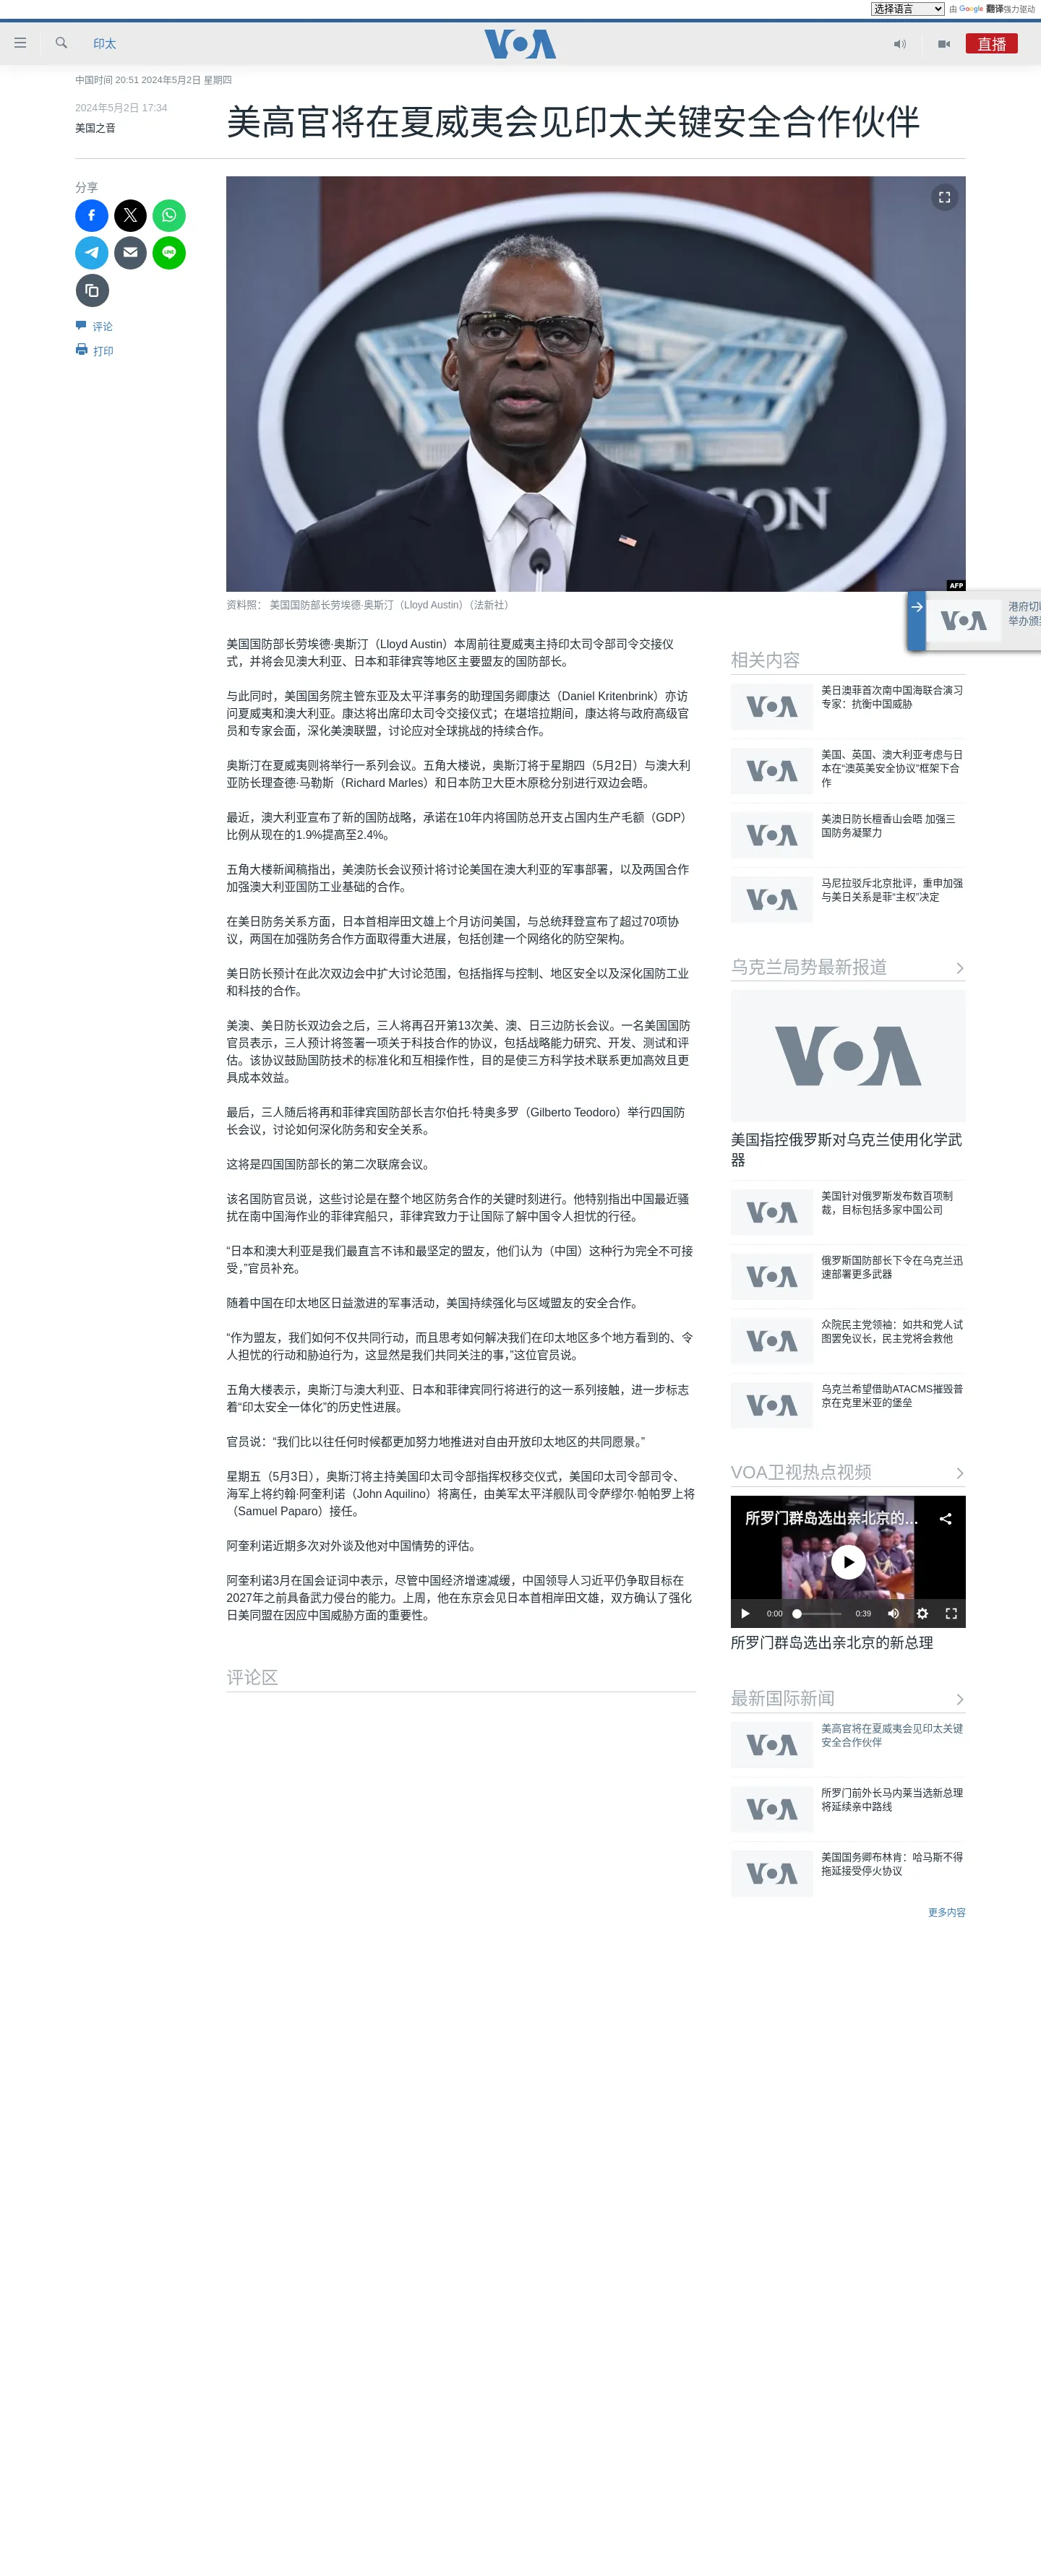 选择语言
由 Google 翻译强力驱动
印太
VOA
直播
中国时间 20:51 2024年5月2日 星期四
2024年5月2日 17:34
美国之音
美高官将在夏威夷会见印太关键安全合作伙伴
分享
评论
打印
AFP
资料照： 美国国防部长劳埃德·奥斯汀（Lloyd Austin）（法新社）
美国国防部长劳埃德·奥斯汀（Lloyd Austin）本周前往夏威夷主持印太司令部司令交接仪
式，并将会见澳大利亚、日本和菲律宾等地区主要盟友的国防部长。
与此同时，美国国务院主管东亚及太平洋事务的助理国务卿康达（Daniel Kritenbrink）亦访
问夏威夷和澳大利亚。康达将出席印太司令交接仪式；在堪培拉期间，康达将与政府高级官
员和专家会面，深化美澳联盟，讨论应对全球挑战的持续合作。
奥斯汀在夏威夷则将举行一系列会议。五角大楼说，奥斯汀将于星期四（5月2日）与澳大利
亚防长理查德·马勒斯（Richard Marles）和日本防卫大臣木原稔分别进行双边会晤。
最近，澳大利亚宣布了新的国防战略，承诺在10年内将国防总开支占国内生产毛额（GDP）
比例从现在的1.9%提高至2.4%。
五角大楼新闻稿指出，美澳防长会议预计将讨论美国在澳大利亚的军事部署，以及两国合作
加强澳大利亚国防工业基础的合作。
在美日防务关系方面，日本首相岸田文雄上个月访问美国，与总统拜登宣布了超过70项协
议，两国在加强防务合作方面取得重大进展，包括创建一个网络化的防空架构。
美日防长预计在此次双边会中扩大讨论范围，包括指挥与控制、地区安全以及深化国防工业
和科技的合作。
美澳、美日防长双边会之后，三人将再召开第13次美、澳、日三边防长会议。一名美国国防
官员表示，三人预计将签署一项关于科技合作的协议，包括战略能力研究、开发、测试和评
估。该协议鼓励国防技术的标准化和互相操作性，目的是使三方科学技术联系更加高效且更
具成本效益。
最后，三人随后将再和菲律宾国防部长吉尔伯托·特奥多罗（Gilberto Teodoro）举行四国防
长会议，讨论如何深化防务和安全关系。
这将是四国国防部长的第二次联席会议。
该名国防官员说，这些讨论是在整个地区防务合作的关键时刻进行。他特别指出中国最近骚
扰在南中国海作业的菲律宾船只，菲律宾致力于让国际了解中国令人担忧的行径。
“日本和澳大利亚是我们最直言不讳和最坚定的盟友，他们认为（中国）这种行为完全不可接
受，”官员补充。
随着中国在印太地区日益激进的军事活动，美国持续强化与区域盟友的安全合作。
“作为盟友，我们如何不仅共同行动，而且思考如何解决我们在印太地区多个地方看到的、令
人担忧的行动和胁迫行为，这显然是我们共同关注的事，”这位官员说。
五角大楼表示，奥斯汀与澳大利亚、日本和菲律宾同行将进行的这一系列接触，进一步标志
着“印太安全一体化”的历史性进展。
官员说：“我们比以往任何时候都更加努力地推进对自由开放印太地区的共同愿景。”
星期五（5月3日），奥斯汀将主持美国印太司令部指挥权移交仪式，美国印太司令部司令、
海军上将约翰·阿奎利诺（John Aquilino）将离任，由美军太平洋舰队司令萨缪尔·帕帕罗上将
（Samuel Paparo）接任。
阿奎利诺近期多次对外谈及他对中国情势的评估。
阿奎利诺3月在国会证词中表示，尽管中国经济增速减缓，中国领导人习近平仍争取目标在
2027年之前具备武力侵台的能力。上周，他在东京会见日本首相岸田文雄，双方确认了强化
日美同盟在因应中国威胁方面的重要性。
评论区
VOA
举办颁
相关内容
VOA
美日澳菲首次南中国海联合演习
专家：抗衡中国威胁
VOA
美国、英国、澳大利亚考虑与日
本在“澳英美安全协议”框架下合
作
VOA
美澳日防长檀香山会晤 加强三
国防务凝聚力
VOA
马尼拉驳斥北京批评，重申加强
与美日关系是菲“主权”决定
乌克兰局势最新报道
VOA
美国指控俄罗斯对乌克兰使用化学武
器
VOA
美国针对俄罗斯发布数百项制
裁，目标包括多家中国公司
VOA
俄罗斯国防部长下令在乌克兰迅
速部署更多武器
VOA
众院民主党领袖：如共和党人试
图罢免议长，民主党将会救他
VOA
乌克兰希望借助ATACMS摧毁普
京在克里米亚的堡垒
VOA卫视热点视频
所罗门群岛选出亲北京的...
0:00
0:39
所罗门群岛选出亲北京的新总理
最新国际新闻
VOA
美高官将在夏威夷会见印太关键
安全合作伙伴
VOA
所罗门前外长马内莱当选新总理
将延续亲中路线
VOA
美国国务卿布林肯：哈马斯不得
拖延接受停火协议
更多内容